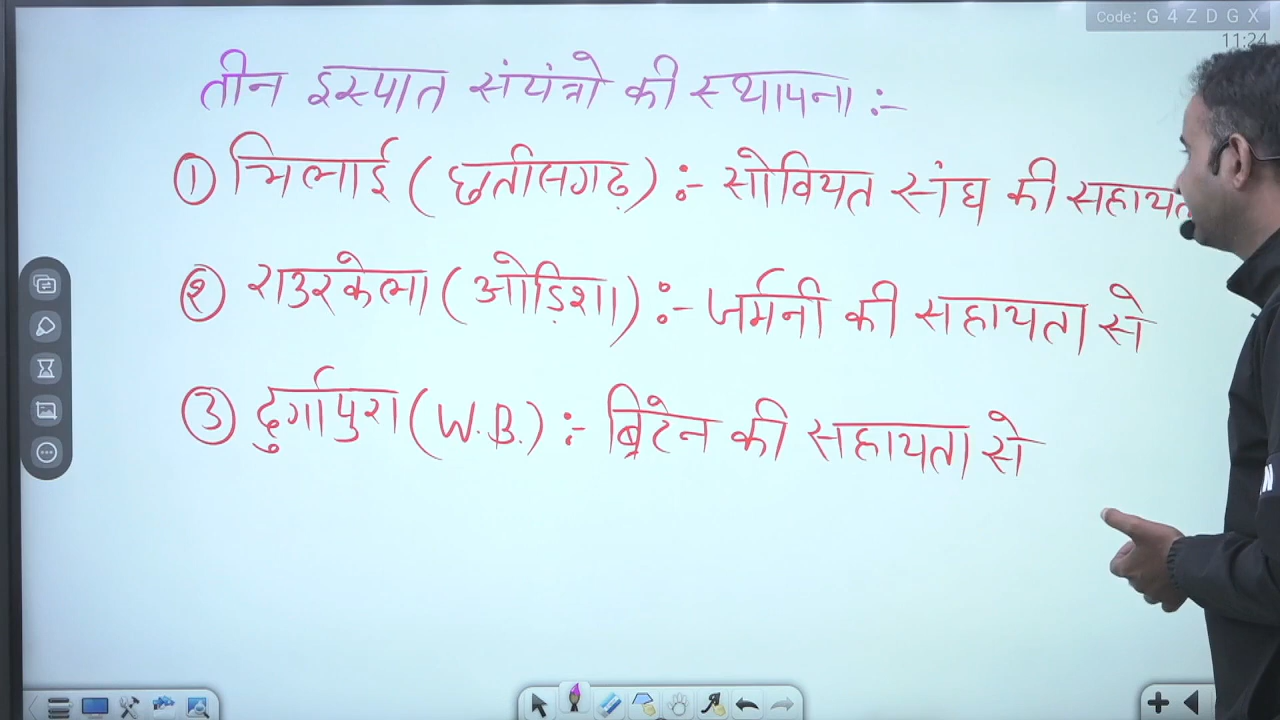 Code: G 4 Z D G X
11:24
तीन इस्पात संयंत्रो की स्थापना :-
① भिलाई ( छत्तीसगढ़ ) :- सोवियत संघ की सहायता
② राउरकेला ( ओड़िशा ) :- जर्मनी की सहायता से
③ दुर्गापुरा ( W.B. ) :- ब्रिटेन की सहायता से